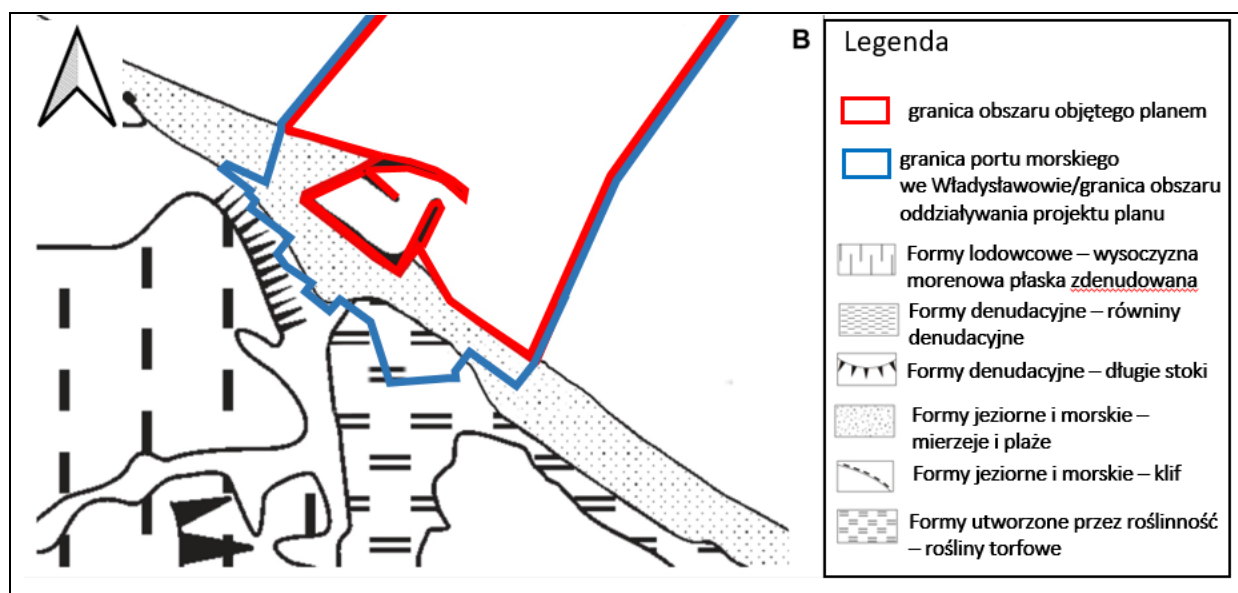 B
Legenda
granica obszaru objętego planem
granica portu morskiego
we Władysławowie/granica obszaru
oddziaływania projektu planu
Formy lodowcowe – wysoczyzna
morenowa płaska zdenudowana
Formy denudacyjne – równiny
denudacyjne
Formy denudacyjne – długie stoki
Formy jeziorne i morskie –
mierzeje i plaże
Formy jeziorne i morskie – klif
Formy utworzone przez roślinność
– rośliny torfowe